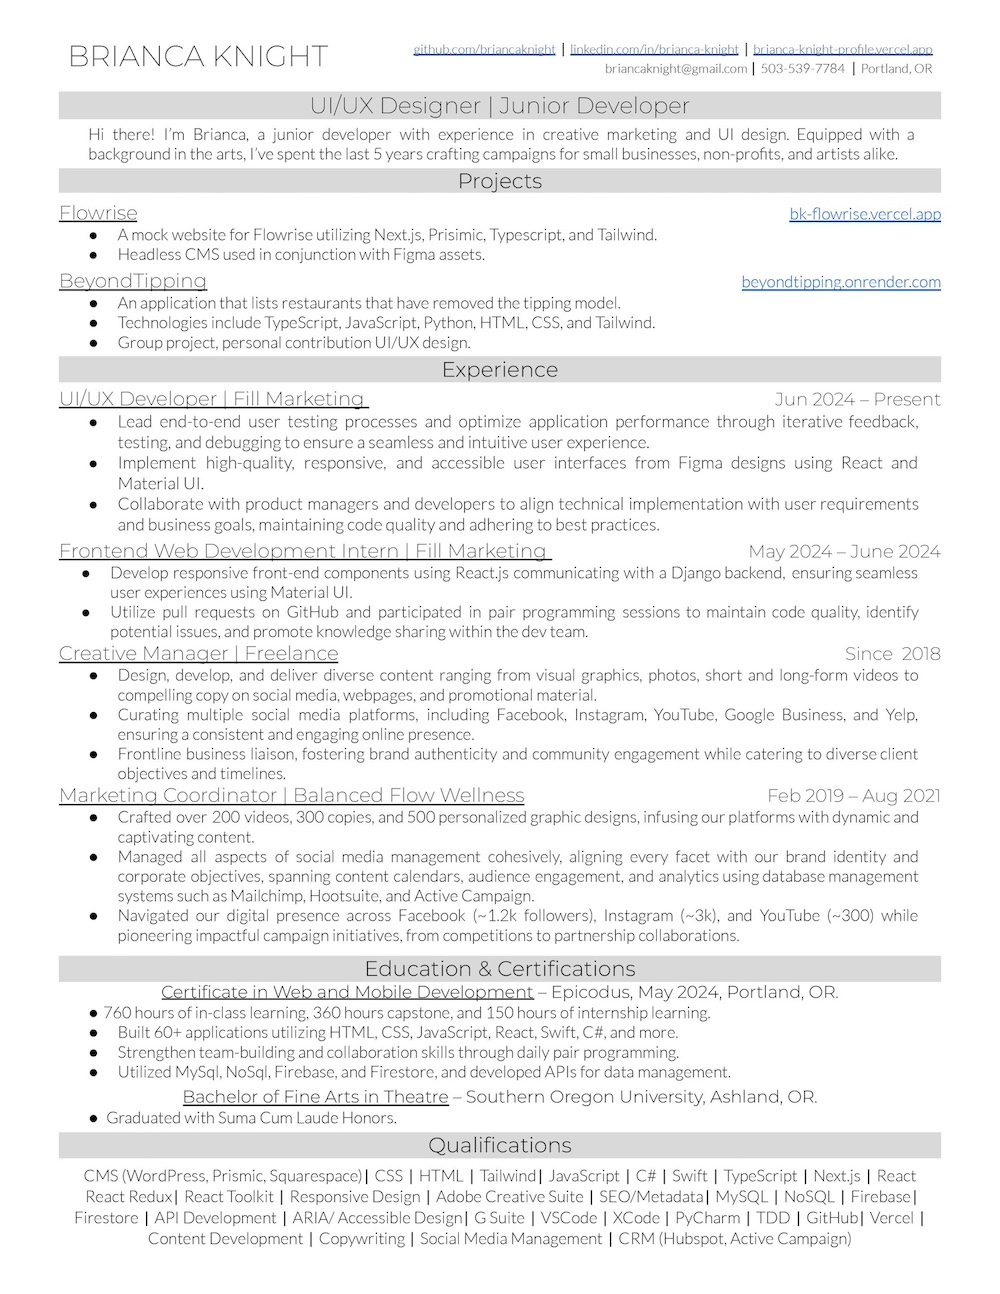 BRIANCA KNIGHT
github.com/briancaknight | linkedin.com/in/brianca-knight | brianca-knight-profile.vercel.app
briancaknight@gmail.com | 503-539-7784 | Portland, OR
UI/UX Designer | Junior Developer
Hi there! I'm Brianca, a junior developer with experience in creative marketing and UI design. Equipped with a
background in the arts, I've spent the last 5 years crafting campaigns for small businesses, non-profits, and artists alike.
Projects
Flowrise bk-flowrise.vercel.app
● A mock website for Flowrise utilizing Next.js, Prisimic, Typescript, and Tailwind.
● Headless CMS used in conjunction with Figma assets.
BeyondTipping beyondtipping.onrender.com
● An application that lists restaurants that have removed the tipping model.
● Technologies include TypeScript, JavaScript, Python, HTML, CSS, and Tailwind.
● Group project, personal contribution UI/UX design.
Experience
UI/UX Developer | Fill Marketing Jun 2024 – Present
● Lead end-to-end user testing processes and optimize application performance through iterative feedback,
testing, and debugging to ensure a seamless and intuitive user experience.
● Implement high-quality, responsive, and accessible user interfaces from Figma designs using React and
Material UI.
● Collaborate with product managers and developers to align technical implementation with user requirements
and business goals, maintaining code quality and adhering to best practices.
Frontend Web Development Intern | Fill Marketing May 2024 – June 2024
● Develop responsive front-end components using React.js communicating with a Django backend, ensuring seamless
user experiences using Material UI.
● Utilize pull requests on GitHub and participated in pair programming sessions to maintain code quality, identify
potential issues, and promote knowledge sharing within the dev team.
Creative Manager | Freelance Since 2018
● Design, develop, and deliver diverse content ranging from visual graphics, photos, short and long-form videos to
compelling copy on social media, webpages, and promotional material.
● Curating multiple social media platforms, including Facebook, Instagram, YouTube, Google Business, and Yelp,
ensuring a consistent and engaging online presence.
● Frontline business liaison, fostering brand authenticity and community engagement while catering to diverse client
objectives and timelines.
Marketing Coordinator | Balanced Flow Wellness Feb 2019 – Aug 2021
● Crafted over 200 videos, 300 copies, and 500 personalized graphic designs, infusing our platforms with dynamic and
captivating content.
● Managed all aspects of social media management cohesively, aligning every facet with our brand identity and
corporate objectives, spanning content calendars, audience engagement, and analytics using database management
systems such as Mailchimp, Hootsuite, and Active Campaign.
● Navigated our digital presence across Facebook (~1.2k followers), Instagram (~3k), and YouTube (~300) while
pioneering impactful campaign initiatives, from competitions to partnership collaborations.
Education & Certifications
Certificate in Web and Mobile Development – Epicodus, May 2024, Portland, OR.
● 760 hours of in-class learning, 360 hours capstone, and 150 hours of internship learning.
● Built 60+ applications utilizing HTML, CSS, JavaScript, React, Swift, C#, and more.
● Strengthen team-building and collaboration skills through daily pair programming.
● Utilized MySql, NoSql, Firebase, and Firestore, and developed APIs for data management.
Bachelor of Fine Arts in Theatre – Southern Oregon University, Ashland, OR.
● Graduated with Suma Cum Laude Honors.
Qualifications
CMS (WordPress, Prismic, Squarespace)| CSS | HTML | Tailwind| JavaScript | C# | Swift | TypeScript | Next.js | React
React Redux| React Toolkit | Responsive Design | Adobe Creative Suite | SEO/Metadata| MySQL | NoSQL | Firebase|
Firestore | API Development | ARIA/ Accessible Design| G Suite | VSCode | XCode | PyCharm | TDD | GitHub| Vercel |
Content Development | Copywriting | Social Media Management | CRM (Hubspot, Active Campaign)